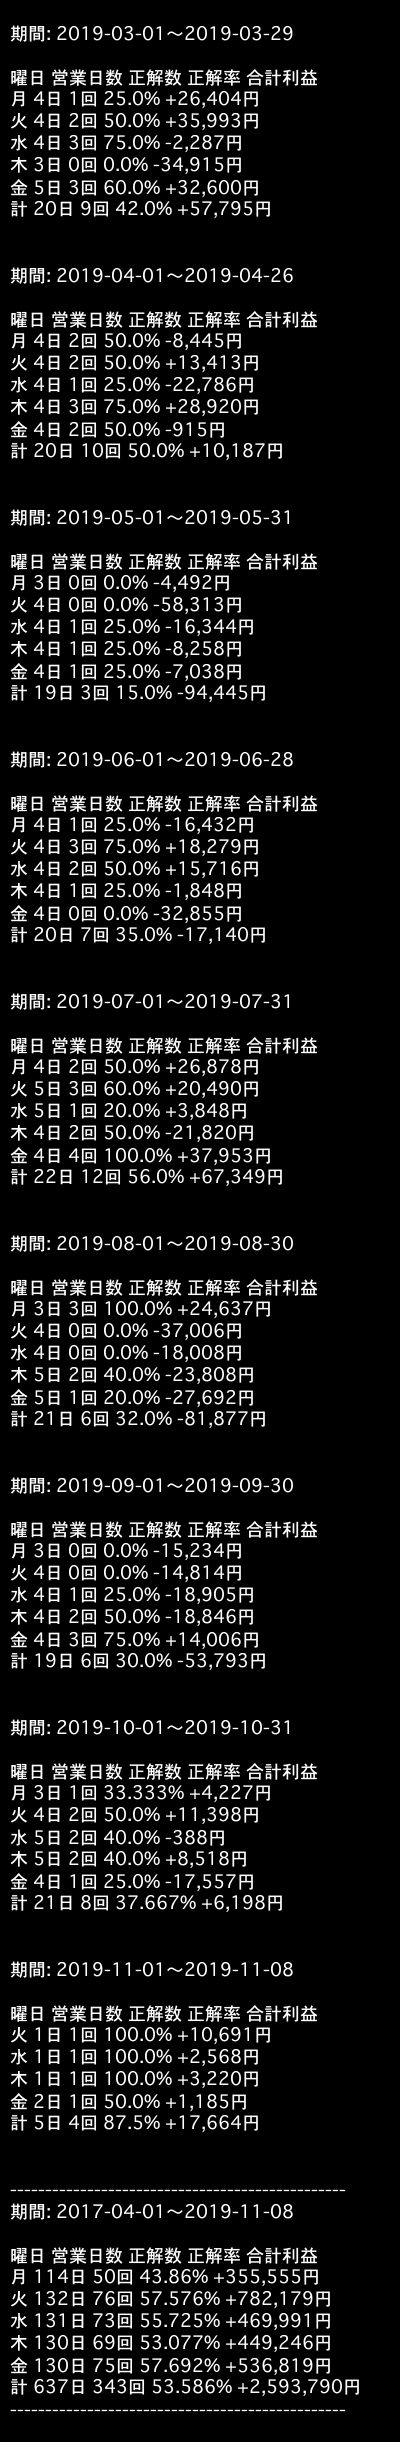 期間: 2019-03-01〜2019-03-29
曜日 営業日数 正解数 正解率 合計利益
月 4日 1回 25.0% +26,404円
火 4日 2回 50.0% +35,993円
水 4日 3回 75.0% -2,287円
木 3日 0回 0.0% -34,915円
金 5日 3回 60.0% +32,600円
計 20日 9回 42.0% +57,795円
期間: 2019-04-01〜2019-04-26
曜日 営業日数 正解数 正解率 合計利益
月 4日 2回 50.0% -8,445円
火 4日 2回 50.0% +13,413円
水 4日 1回 25.0% -22,786円
木 4日 3回 75.0% +28,920円
金 4日 2回 50.0% -915円
計 20日 10回 50.0% +10,187円
期間: 2019-05-01〜2019-05-31
曜日 営業日数 正解数 正解率 合計利益
月 3日 0回 0.0% -4,492円
火 4日 0回 0.0% -58,313円
水 4日 1回 25.0% -16,344円
木 4日 1回 25.0% -8,258円
金 4日 1回 25.0% -7,038円
計 19日 3回 15.0% -94,445円
期間: 2019-06-01〜2019-06-28
曜日 営業日数 正解数 正解率 合計利益
月 4日 1回 25.0% -16,432円
火 4日 3回 75.0% +18,279円
水 4日 2回 50.0% +15,716円
木 4日 1回 25.0% -1,848円
金 4日 0回 0.0% -32,855円
計 20日 7回 35.0% -17,140円
期間: 2019-07-01〜2019-07-31
曜日 営業日数 正解数 正解率 合計利益
月 4日 2回 50.0% +26,878円
火 5日 3回 60.0% +20,490円
水 5日 1回 20.0% +3,848円
木 4日 2回 50.0% -21,820円
金 4日 4回 100.0% +37,953円
計 22日 12回 56.0% +67,349円
期間: 2019-08-01〜2019-08-30
曜日 営業日数 正解数 正解率 合計利益
月 3日 3回 100.0% +24,637円
火 4日 0回 0.0% -37,006円
水 4日 0回 0.0% -18,008円
木 5日 2回 40.0% -23,808円
金 5日 1回 20.0% -27,692円
計 21日 6回 32.0% -81,877円
期間: 2019-09-01〜2019-09-30
曜日 営業日数 正解数 正解率 合計利益
月 3日 0回 0.0% -15,234円
火 4日 0回 0.0% -14,814円
水 4日 1回 25.0% -18,905円
木 4日 2回 50.0% -18,846円
金 4日 3回 75.0% +14,006円
計 19日 6回 30.0% -53,793円
期間: 2019-10-01〜2019-10-31
曜日 営業日数 正解数 正解率 合計利益
月 3日 1回 33.333% +4,227円
火 4日 2回 50.0% +11,398円
水 5日 2回 40.0% -388円
木 5日 2回 40.0% +8,518円
金 4日 1回 25.0% -17,557円
計 21日 8回 37.667% +6,198円
期間: 2019-11-01〜2019-11-08
曜日 営業日数 正解数 正解率 合計利益
火 1日 1回 100.0% +10,691円
水 1日 1回 100.0% +2,568円
木 1日 1回 100.0% +3,220円
金 2日 1回 50.0% +1,185円
計 5日 4回 87.5% +17,664円
------------------------------------------------
期間: 2017-04-01〜2019-11-08
曜日 営業日数 正解数 正解率 合計利益
月 114日 50回 43.86% +355,555円
火 132日 76回 57.576% +782,179円
水 131日 73回 55.725% +469,991円
木 130日 69回 53.077% +449,246円
金 130日 75回 57.692% +536,819円
計 637日 343回 53.586% +2,593,790円
------------------------------------------------